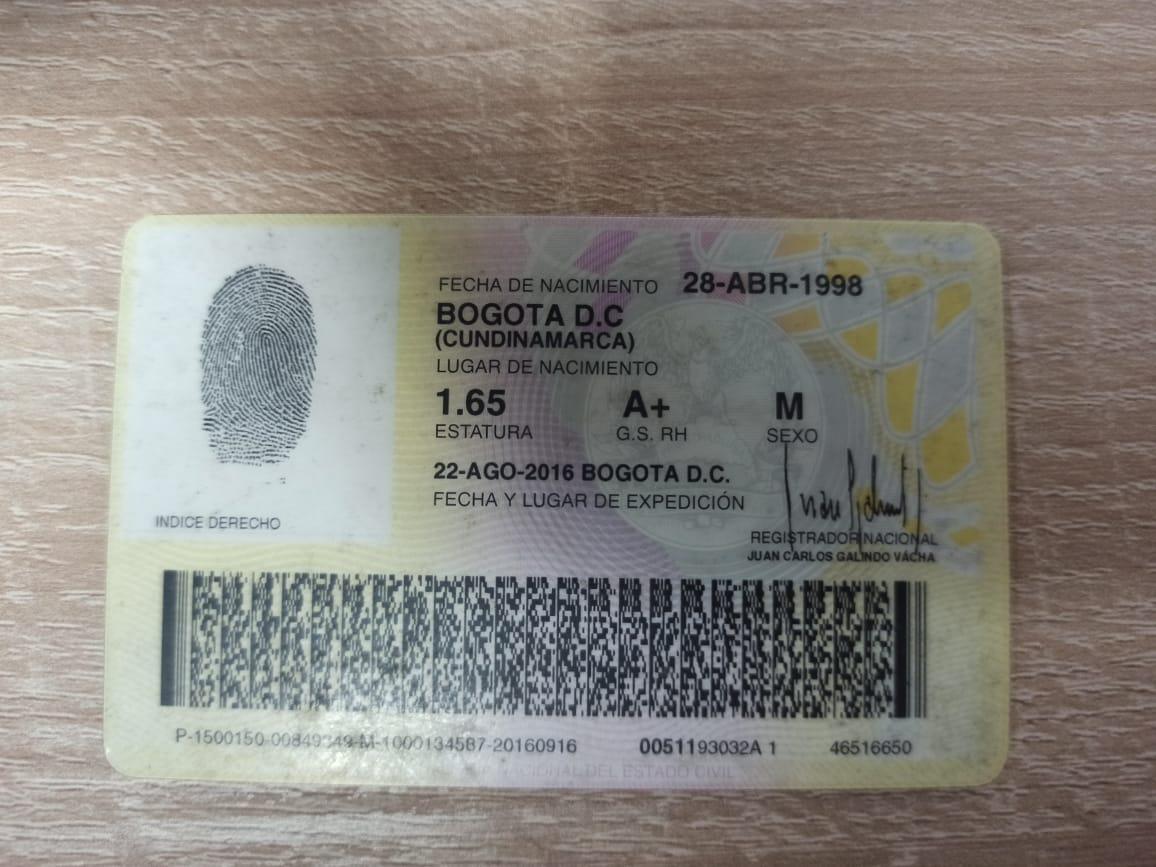 FECHA DE NACIMIENTO 28-ABR-1998
BOGOTA D.C
(CUNDINAMARCA)
LUGAR DE NACIMIENTO
1.65 A+ M
ESTATURA G.S. RH SEXO
22-AGO-2016 BOGOTA D.C.
FECHA Y LUGAR DE EXPEDICIÓN
INDICE DERECHO
REGISTRADOR NACIONAL
JUAN CARLOS GALINDO VACHA
P-1500150-00849349-M-1000134587-20160916 0051193032A 1 46516650
NACIONAL DEL ESTADO CIVIL